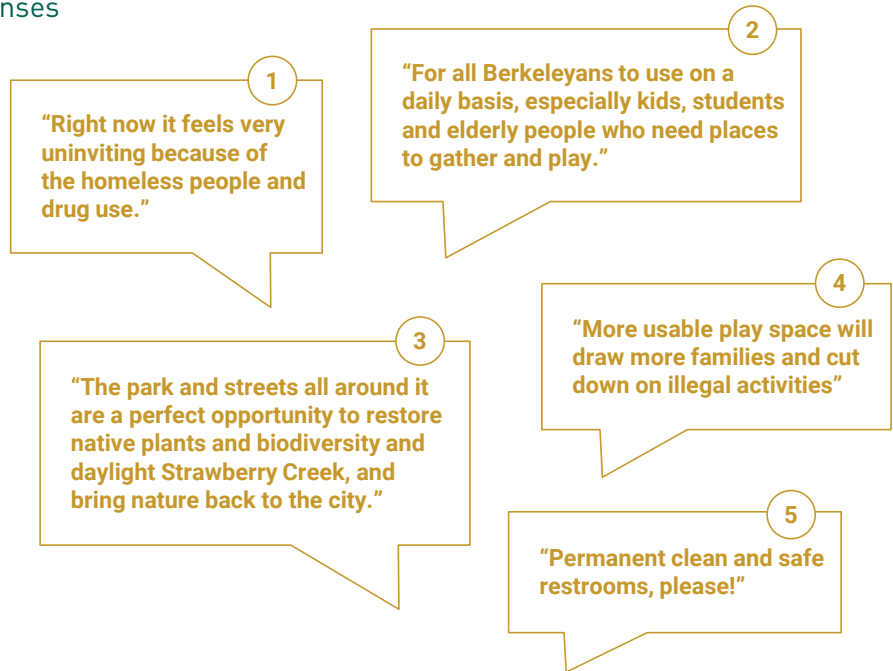 nses
1
“Right now it feels very
uninviting because of
the homeless people and
drug use.”
2
“For all Berkeleyans to use on a
daily basis, especially kids, students
and elderly people who need places
to gather and play.”
3
“The park and streets all around it
are a perfect opportunity to restore
native plants and biodiversity and
daylight Strawberry Creek, and
bring nature back to the city.”
4
“More usable play space will
draw more families and cut
down on illegal activities”
5
“Permanent clean and safe
restrooms, please!”